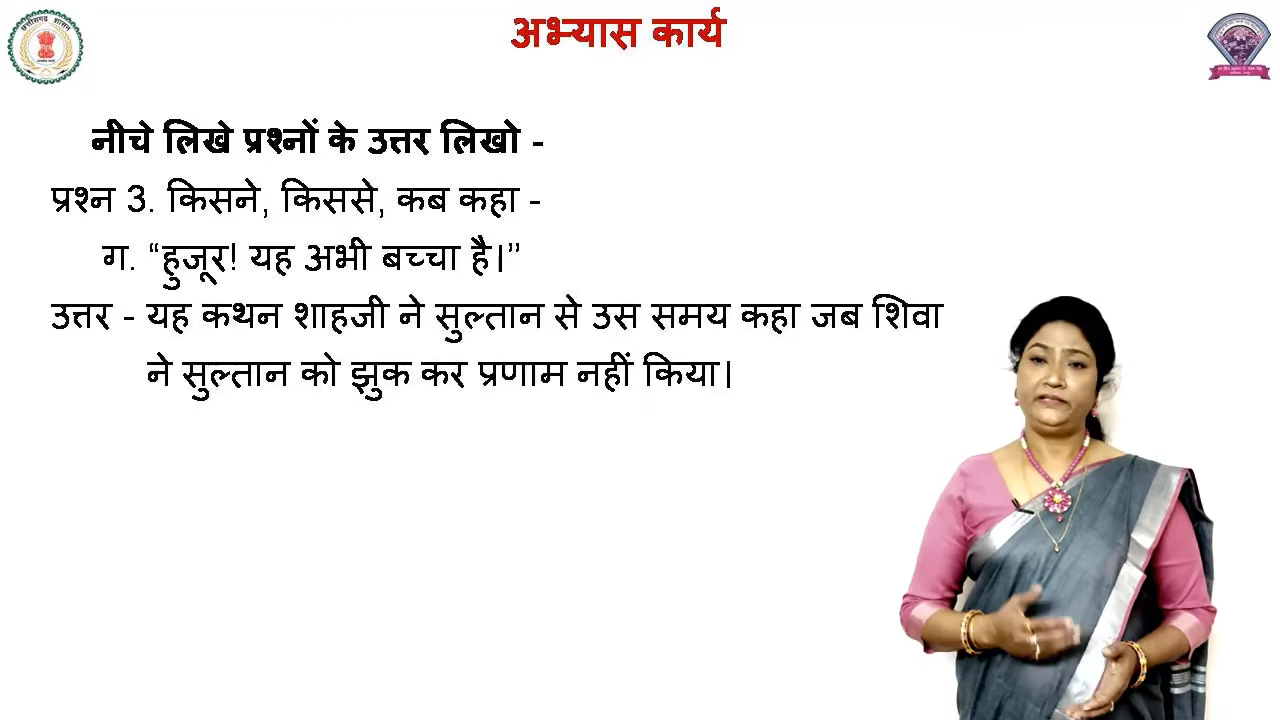 अभ्यास कार्य
नीचे लिखे प्रश्नों के उत्तर लिखो -
प्रश्न 3. किसने, किससे, कब कहा -
ग. “हुजूर! यह अभी बच्चा है।”
उत्तर - यह कथन शाहजी ने सुल्तान से उस समय कहा जब शिवा
ने सुल्तान को झुक कर प्रणाम नहीं किया।